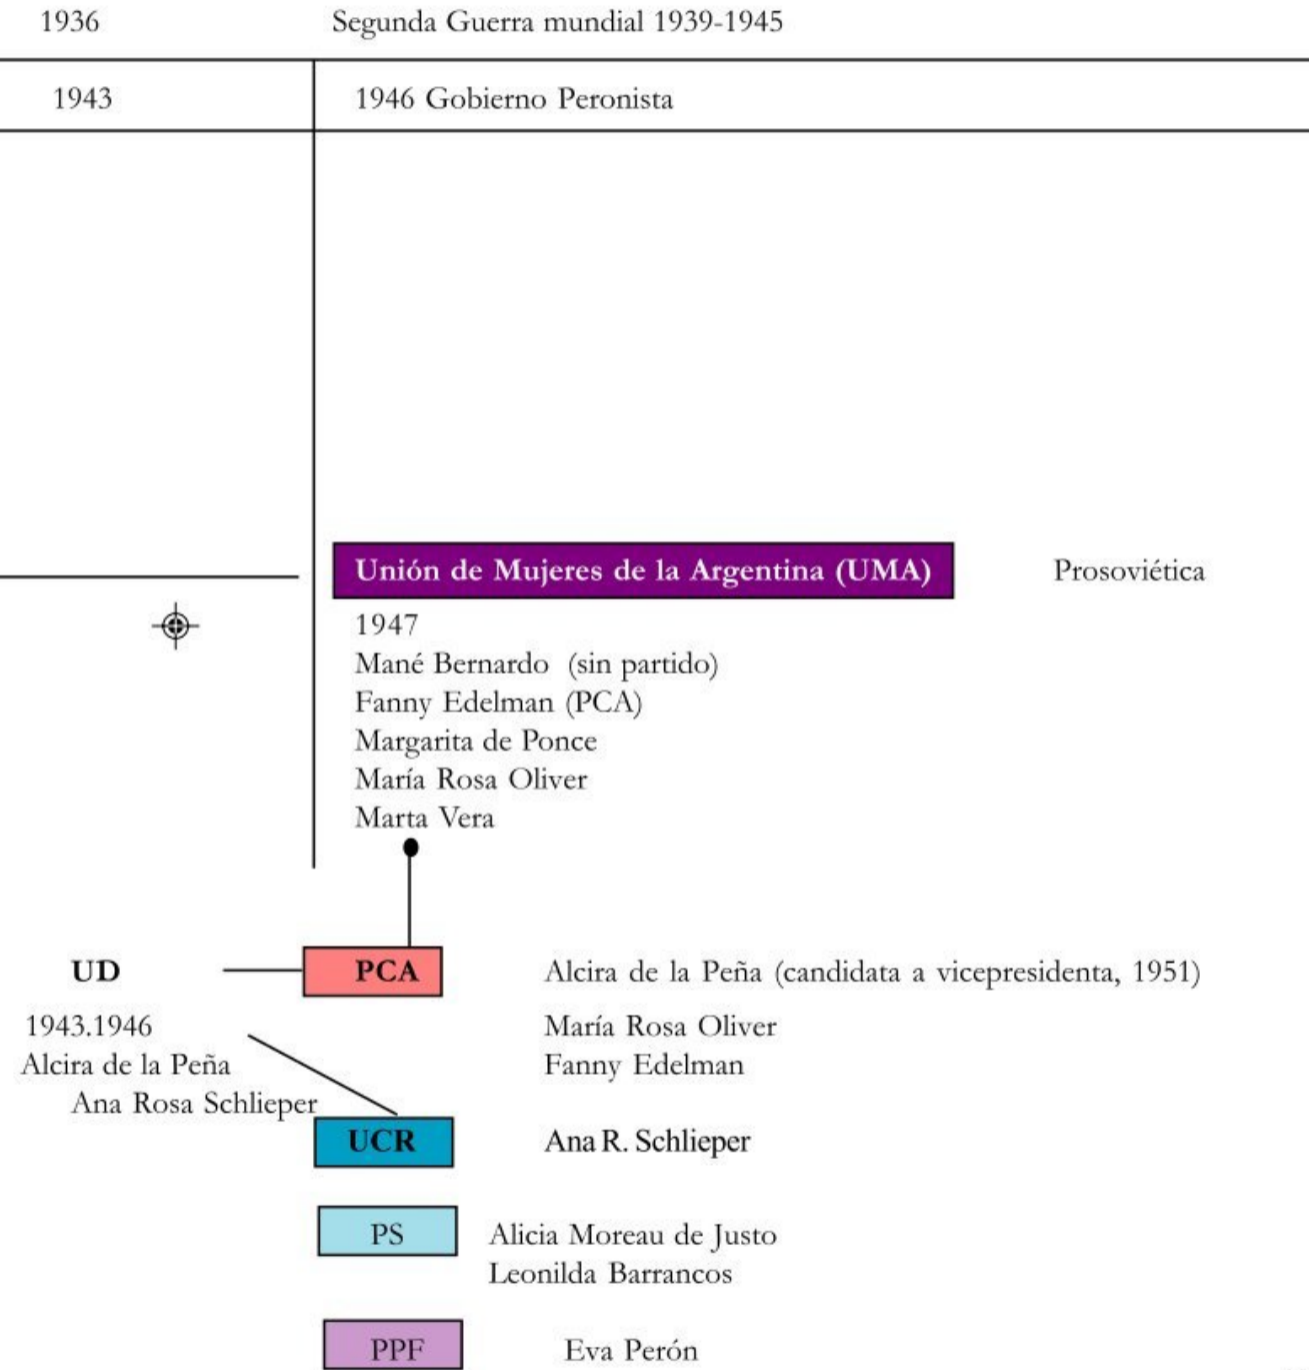 1936 Segunda Guerra mundial 1939-1945
1943 1946 Gobierno Peronista
Unión de Mujeres de la Argentina (UMA) Prosoviética
1947
Mané Bernardo (sin partido)
Fanny Edelman (PCA)
Margarita de Ponce
María Rosa Oliver
Marta Vera
UD PCA Alcira de la Peña (candidata a vicepresidenta, 1951)
1943.1946 María Rosa Oliver
Alcira de la Peña Fanny Edelman
Ana Rosa Schlieper
UCR Ana R. Schlieper
PS Alicia Moreau de Justo
Leonilda Barrancos
PPF Eva Perón